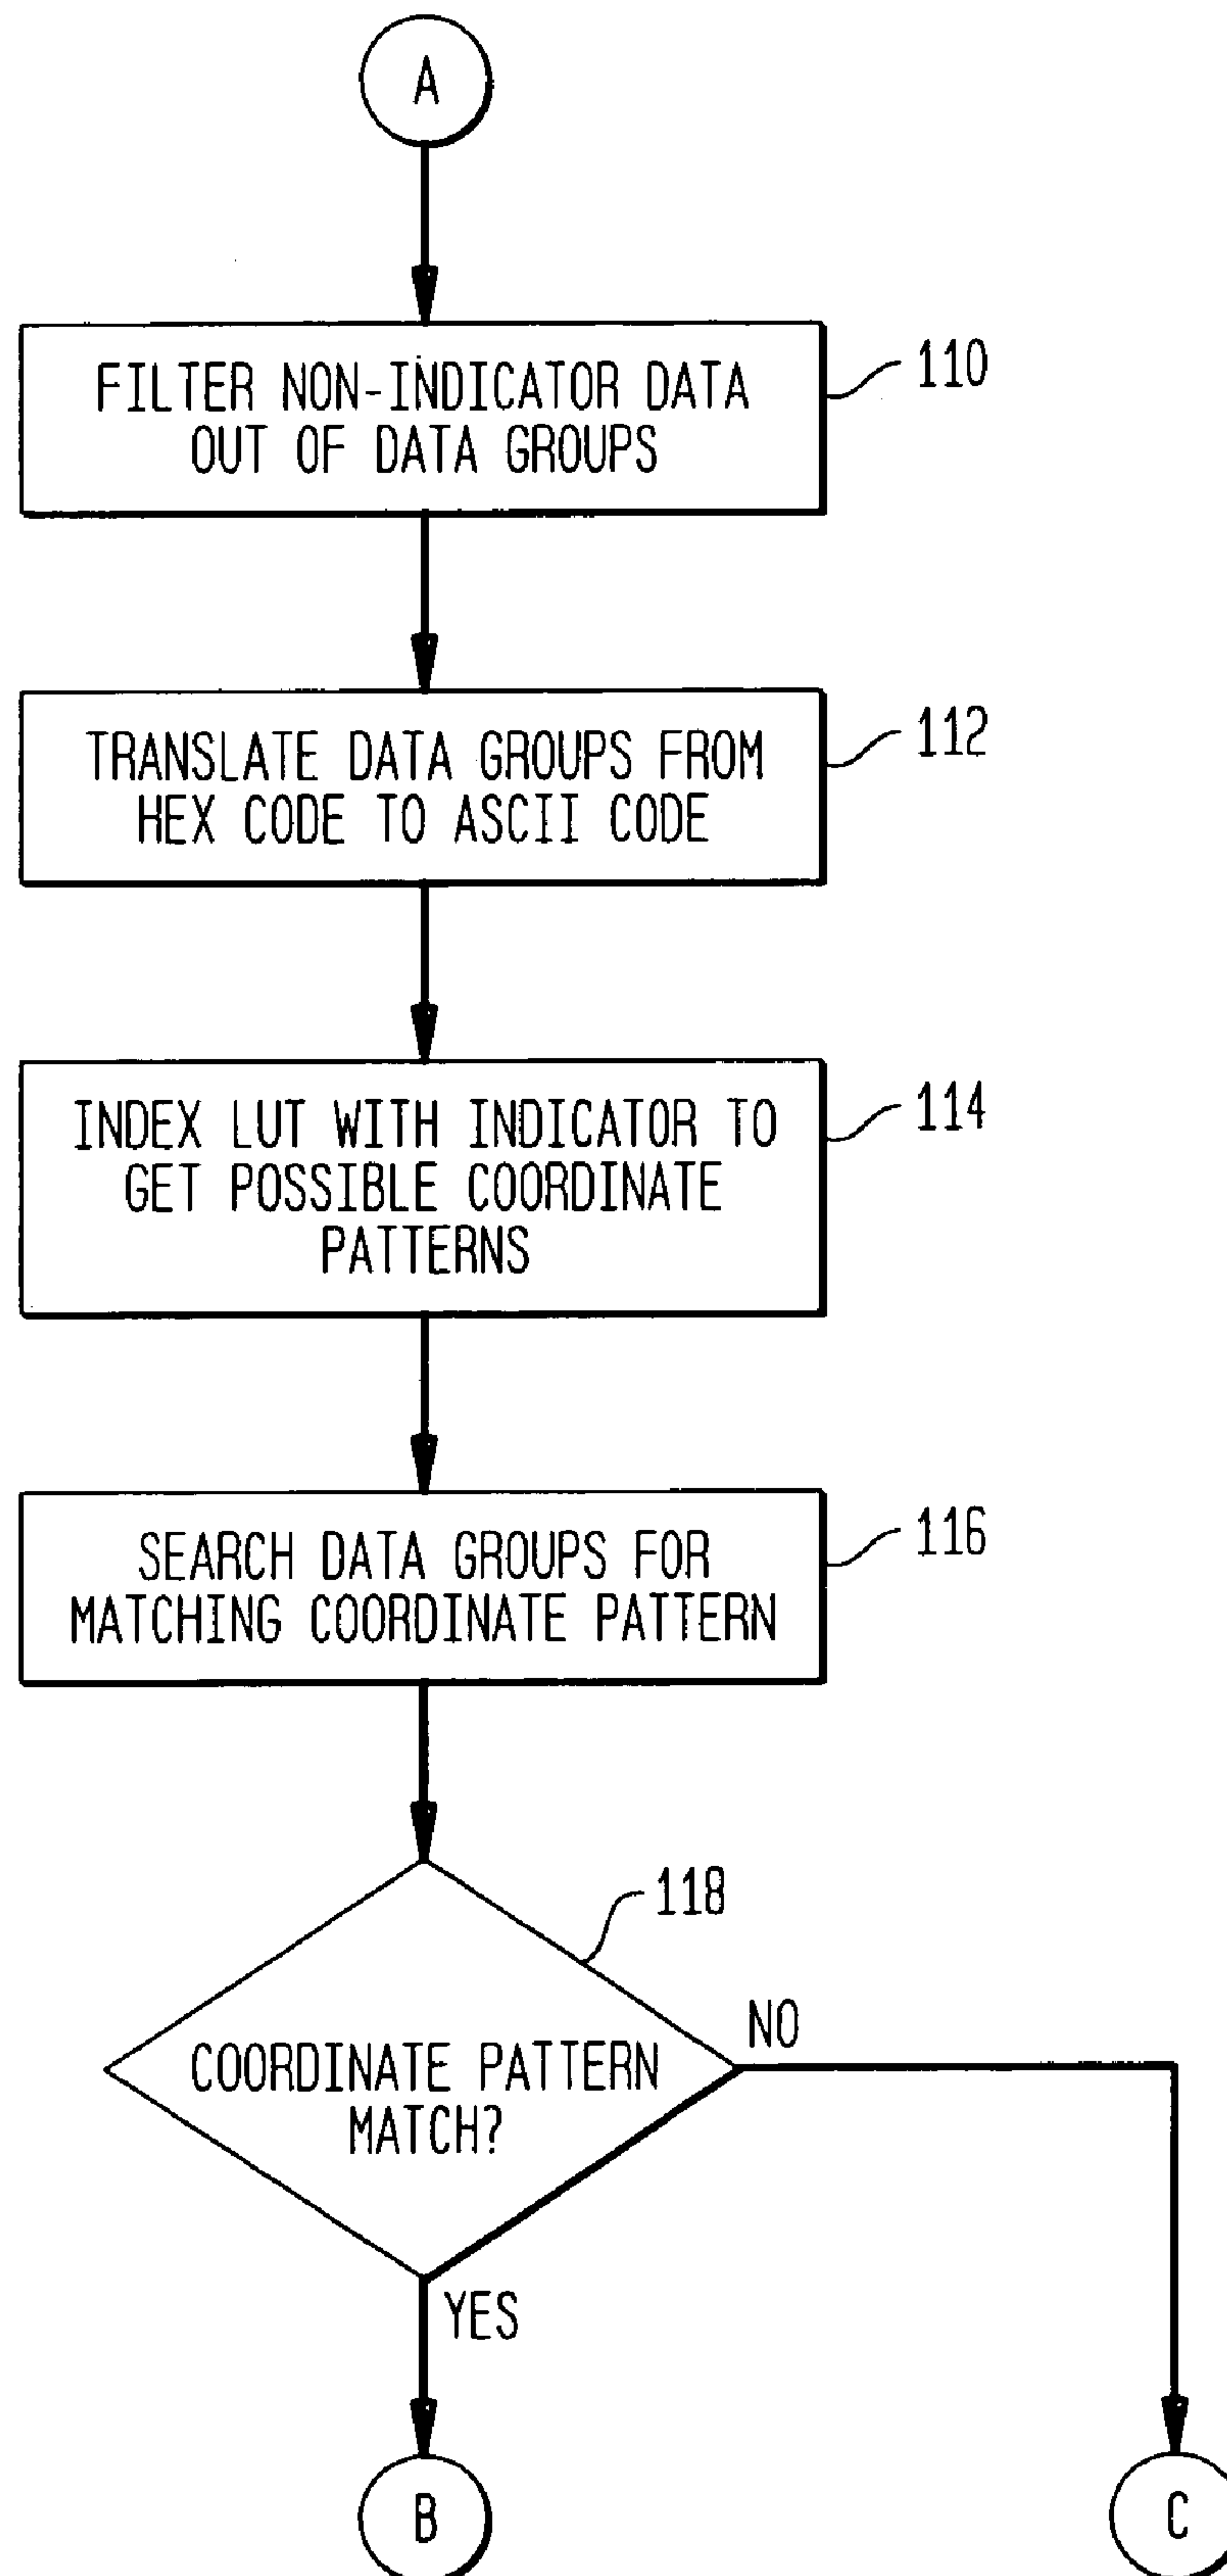 A
FILTER NON-INDICATOR DATA
OUT OF DATA GROUPS
110
TRANSLATE DATA GROUPS FROM
HEX CODE TO ASCII CODE
112
INDEX LUT WITH INDICATOR TO
GET POSSIBLE COORDINATE
PATTERNS
114
SEARCH DATA GROUPS FOR
MATCHING COORDINATE PATTERN
116
118
COORDINATE PATTERN
MATCH?
NO
YES
B
C